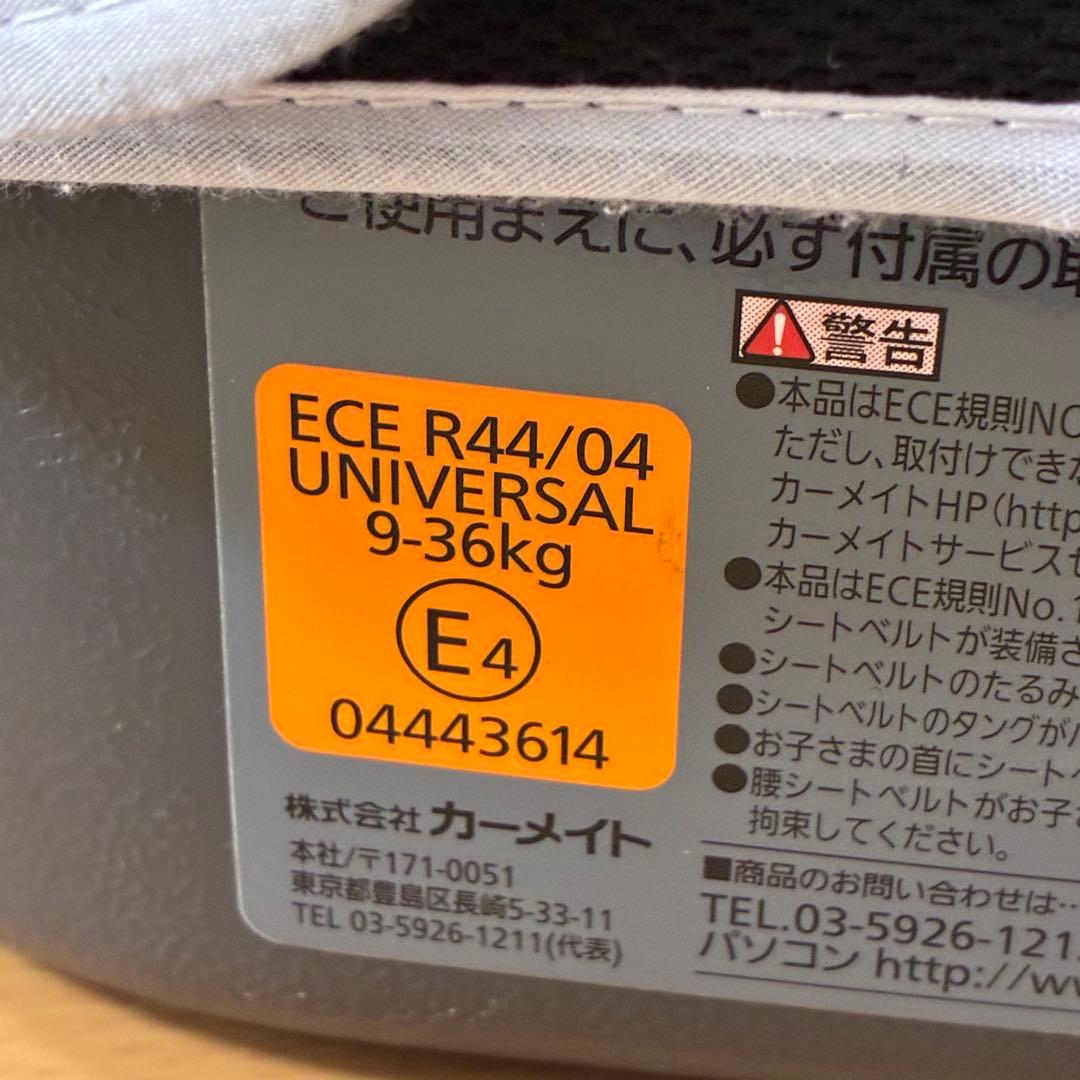 ご使用まえに、必ず付属の取
警告
●本品はECE規則NO
ただし、取付けできな
カーメイトHP(http
カーメイトサービスセ
●本品はECE規則No.1
シートベルトが装備さ
●シートベルトのたるみ
●シートベルトのタングが
●お子さまの首にシートベ
●腰シートベルトがお子さ
拘束してください。
■商品のお問い合わせは…
TEL.03-5926-121
パソコン http://ww
ECE R44/04
UNIVERSAL
9-36kg
E4
04443614
株式会社 カーメイト
本社/〒171-0051
東京都豊島区長崎5-33-11
TEL 03-5926-1211(代表)